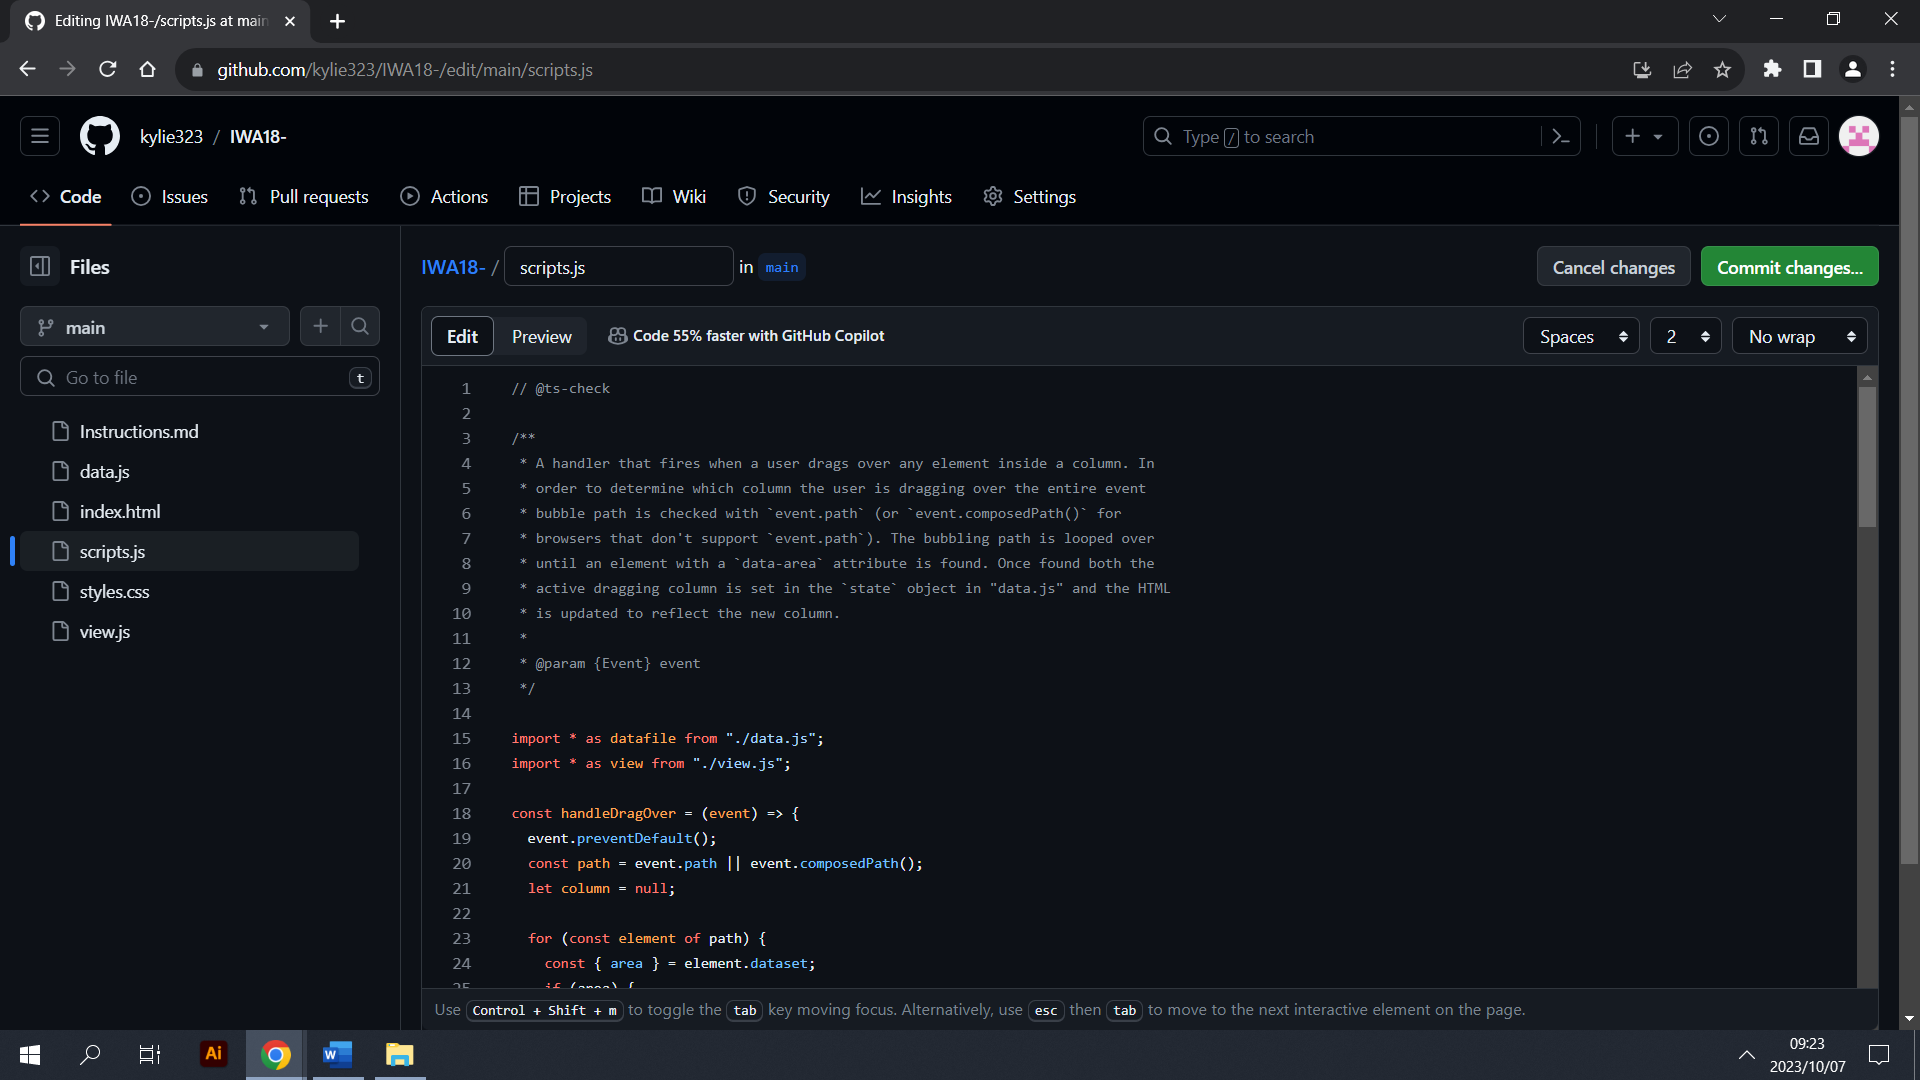 Editing IWA18-/scripts.js at main
github.com/kylie323/IWA18-/edit/main/scripts.js
kylie323 / IWA18-
Type / to search
Code
Issues
Pull requests
Actions
Projects
Wiki
Security
Insights
Settings
Files
main
Go to file
t
Instructions.md
data.js
index.html
scripts.js
styles.css
view.js
IWA18- / scripts.js in main
Cancel changes
Commit changes...
Edit
Preview
Code 55% faster with GitHub Copilot
Spaces
2
No wrap
1 // @ts-check
2
3 /**
4  * A handler that fires when a user drags over any element inside a column. In
5  * order to determine which column the user is dragging over the entire event
6  * bubble path is checked with `event.path` (or `event.composedPath()` for
7  * browsers that don't support `event.path`). The bubbling path is looped over
8  * until an element with a `data-area` attribute is found. Once found both the
9  * active dragging column is set in the `state` object in "data.js" and the HTML
10  * is updated to reflect the new column.
11  *
12  * @param {Event} event
13  */
14
15 import * as datafile from "./data.js";
16 import * as view from "./view.js";
17
18 const handleDragOver = (event) => {
19   event.preventDefault();
20   const path = event.path || event.composedPath();
21   let column = null;
22
23   for (const element of path) {
24     const { area } = element.dataset;
25     if (area) {
Use Control + Shift + m to toggle the tab key moving focus. Alternatively, use esc then tab to move to the next interactive element on the page.
Ai
W
09:23
2023/10/07